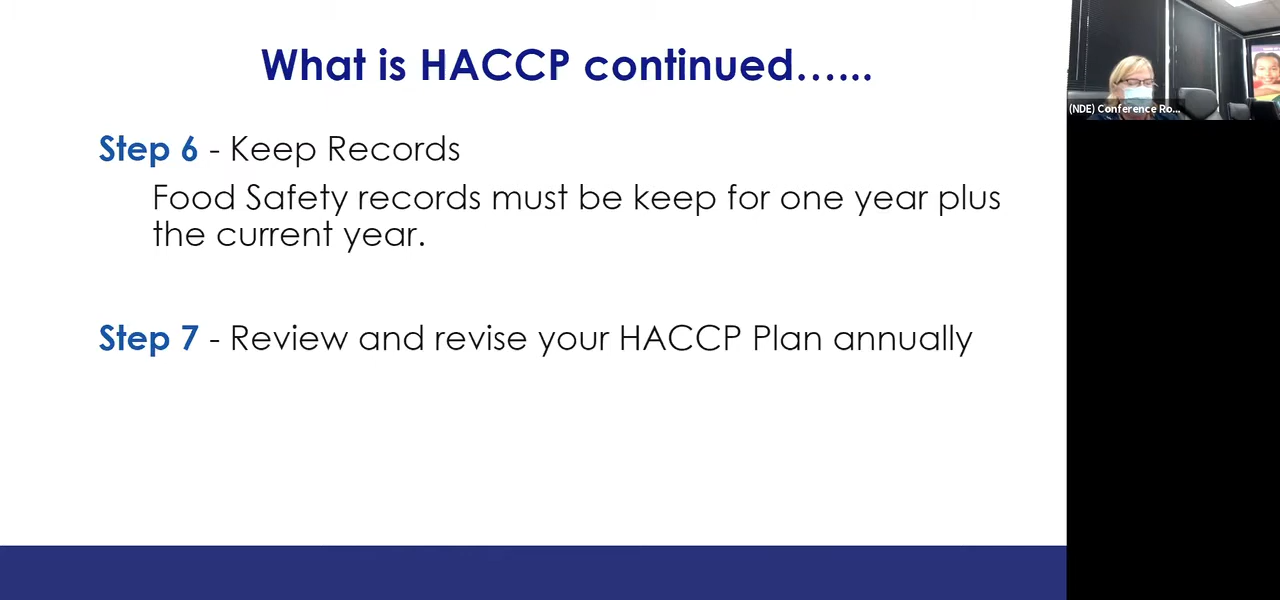 What is HACCP continued…...
Step 6 - Keep Records
Food Safety records must be keep for one year plus
the current year.
Step 7 - Review and revise your HACCP Plan annually
(NDE) Conference Ro...